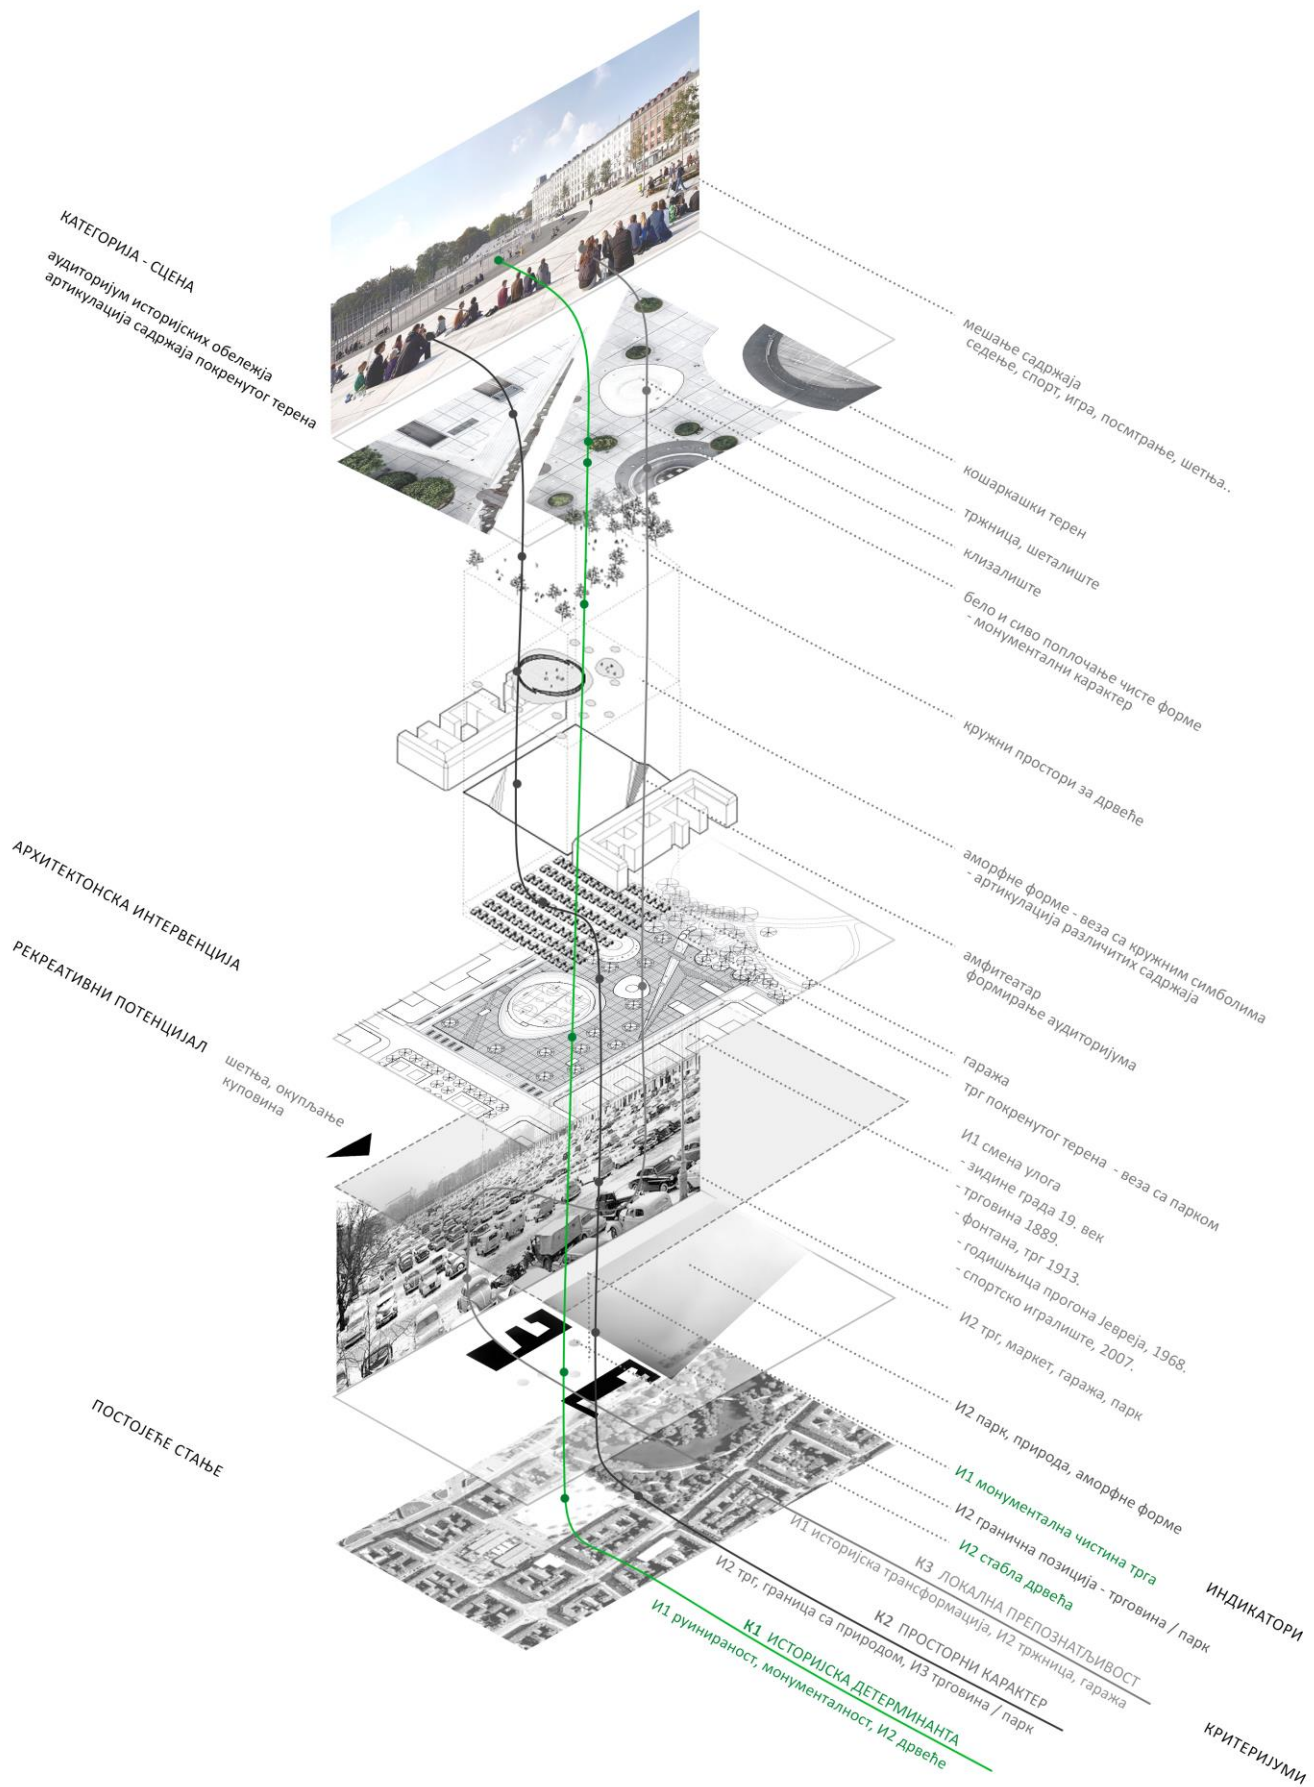 КАТЕГОРИЈА - СЦЕНА
аудиторијум историјских обележја
артикулација садржаја покренутог терена
мешање садржаја
седење, спорт, игра, посмтрање, шетња..
кошаркашки терен
тржница, шеталиште
клизалиште
бело и сиво поплочање чисте форме
- монументални карактер
кружни простори за дрвеће
аморфне форме - веза са кружним симболима
- артикулација различитих садржаја
амфитеатар
формирање аудиторијума
АРХИТЕКТОНСКА ИНТЕРВЕНЦИЈА
РЕКРЕАТИВНИ ПОТЕНЦИЈАЛ
шетња, окупљање
куповина
гаража
трг покренутог терена - веза са парком
И1 смена улога
- зидине града 19. век
- трговина 1889.
- фонтана, трг 1913.
- годишњица прогона Јевреја, 1968.
- спортско игралиште, 2007.
И2 трг, маркет, гаража, парк
ПОСТОЈЕЋЕ СТАЊЕ
И2 парк, природа, аморфне форме
И1 монументална чистина трга
И2 гранична позиција - трговина / парк
И2 стабла дрвећа
ИНДИКАТОРИ
К3 ЛОКАЛНА ПРЕПОЗНАТЉИВОСТ
И1 историјска трансформација, И2 тржница, гаража
К2 ПРОСТОРНИ КАРАКТЕР
И2 трг, граница са природом, И3 трговина / парк
К1 ИСТОРИЈСКА ДЕТЕРМИНАНТА
И1 руинираност, монументалност, И2 дрвеће
КРИТЕРИЈУМИ